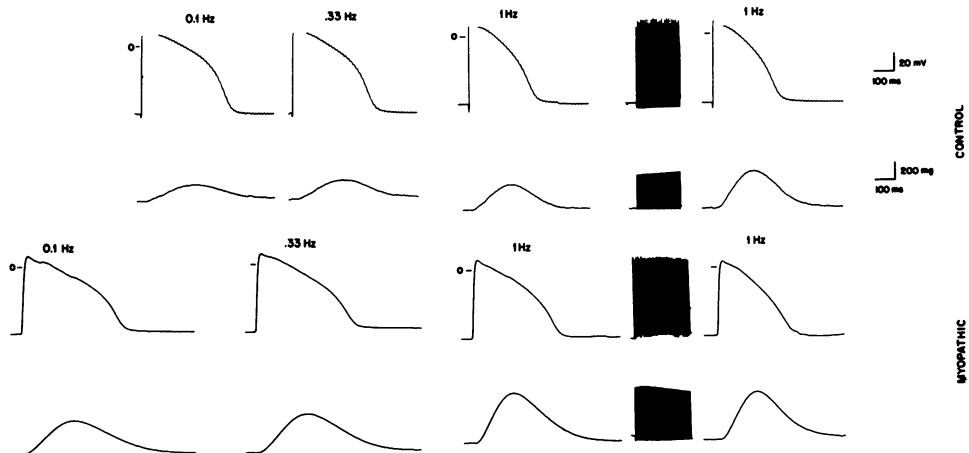 0.1 Hz
.33 Hz
1 Hz
1 Hz
0
0
20 mV
100 ms
CONTROL
200 mg
100 ms
0.1 Hz
.33 Hz
1 Hz
1 Hz
0
0
MYOPATHIC